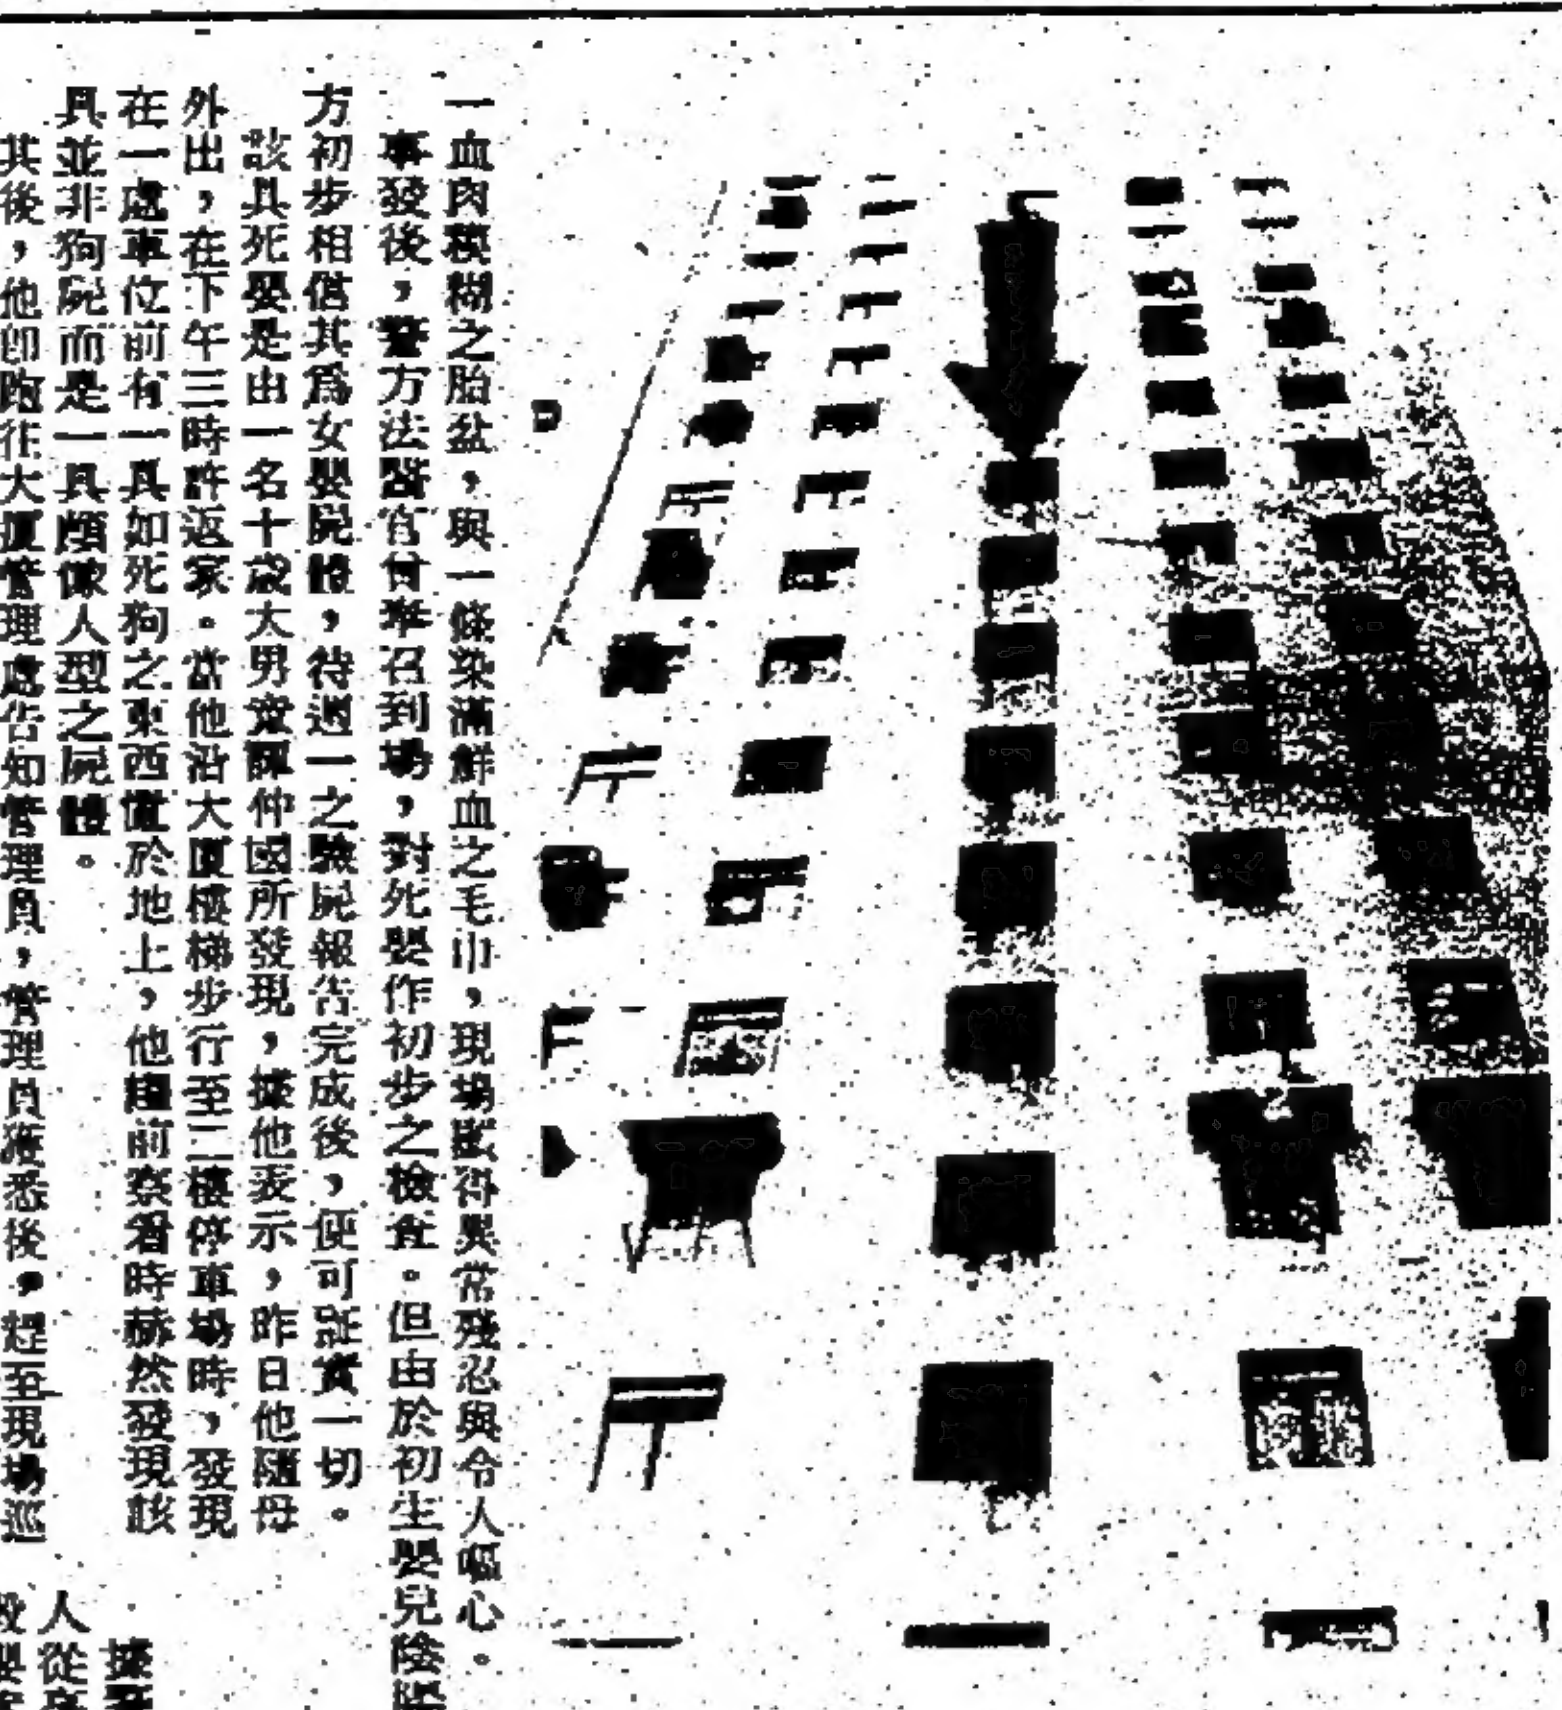 一血肉糢糊之胎盆,與一條染滿鮮血之毛巾,現塲顯得異常殘忍與令人嘔心。
事發後,警方法醫官曾奉召到場,對死嬰作初步之檢查。但由於初生嬰兒陰
方初步相信其爲女嬰屍體,待進一之驗屍報告完成後,便可証實一切。
該具死嬰是由一名十歲大男童譚仲國所發現,據他表示,昨日他隨母
外出,在下午三時許返家。當他沿大厦樓梯步行至二樓停車場時,發現
在一處車位前有一具如死狗之東西置於地上,他趨前察看時赫然發現該
具並非狗屍而是一具頗像人型之屍體。
其後,他即跑往大厦管理處告知管理員,管理員獲悉後,趕至現場巡
據
人從